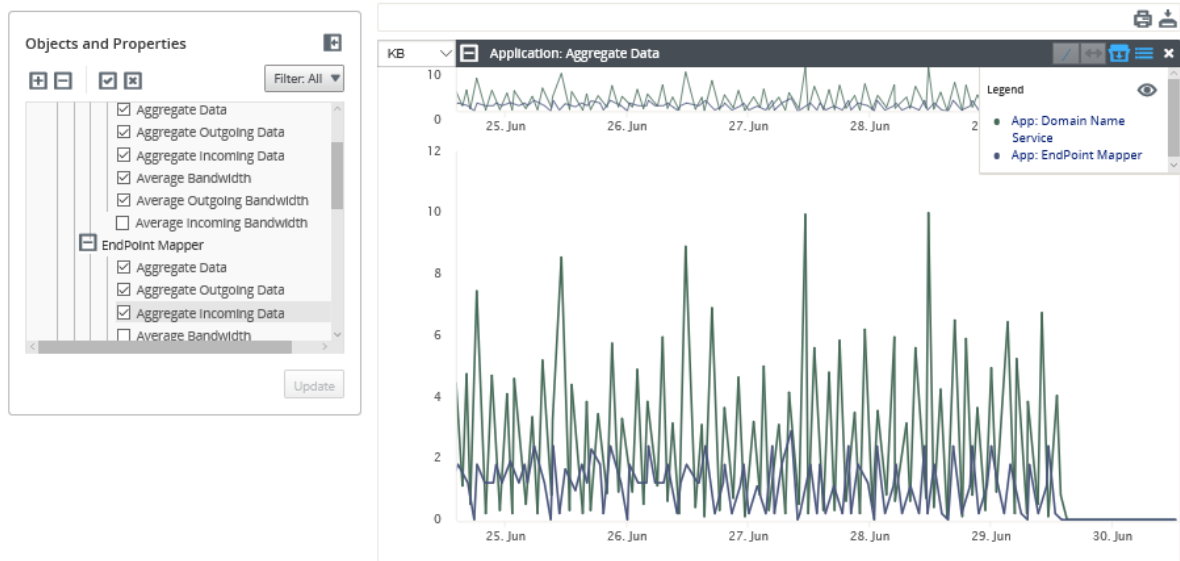 Objects and Properties
Filter: All
Aggregate Data
Aggregate Outgoing Data
Aggregate Incoming Data
Average Bandwidth
Average Outgoing Bandwidth
Average Incoming Bandwidth
EndPoint Mapper
Aggregate Data
Aggregate Outgoing Data
Aggregate Incoming Data
Average Bandwidth
Update
KB
Application: Aggregate Data
10
0
25. Jun
26. Jun
27. Jun
28. Jun
2
Legend
App: Domain Name
Service
App: EndPoint Mapper
12
10
8
6
4
2
0
25. Jun
26. Jun
27. Jun
28. Jun
29. Jun
30. Jun